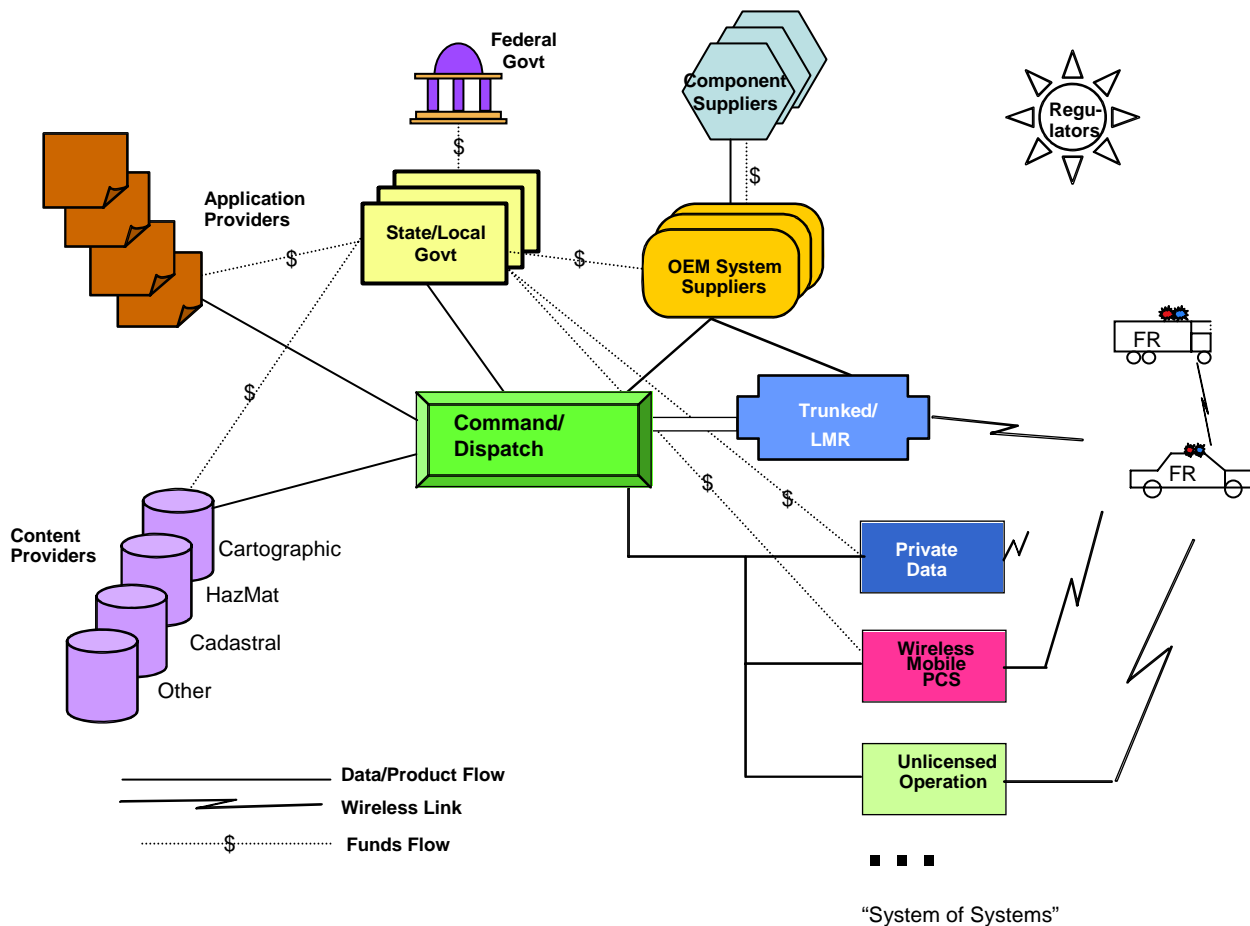 Federal
Govt
$
Component
Suppliers
$
Regu-
lators
Application
Providers
$
State/Local
Govt
$
OEM System
Suppliers
FR
FR
$
Command/
Dispatch
Trunked/
LMR
$
$
Content
Providers
Cartographic
HazMat
Cadastral
Other
Private
Data
Wireless
Mobile
PCS
Unlicensed
Operation
Data/Product Flow
Wireless Link
$
Funds Flow
...
“System of Systems”